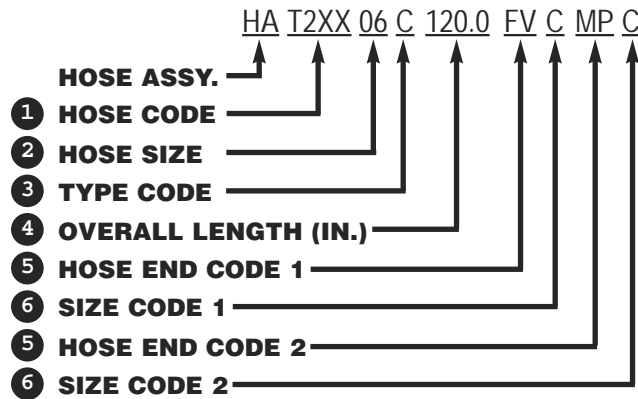 HA T2XX 06 C 120.0 FV C MP C
HOSE ASSY.
1 HOSE CODE
2 HOSE SIZE
3 TYPE CODE
4 OVERALL LENGTH (IN.)
5 HOSE END CODE 1
6 SIZE CODE 1
5 HOSE END CODE 2
6 SIZE CODE 2